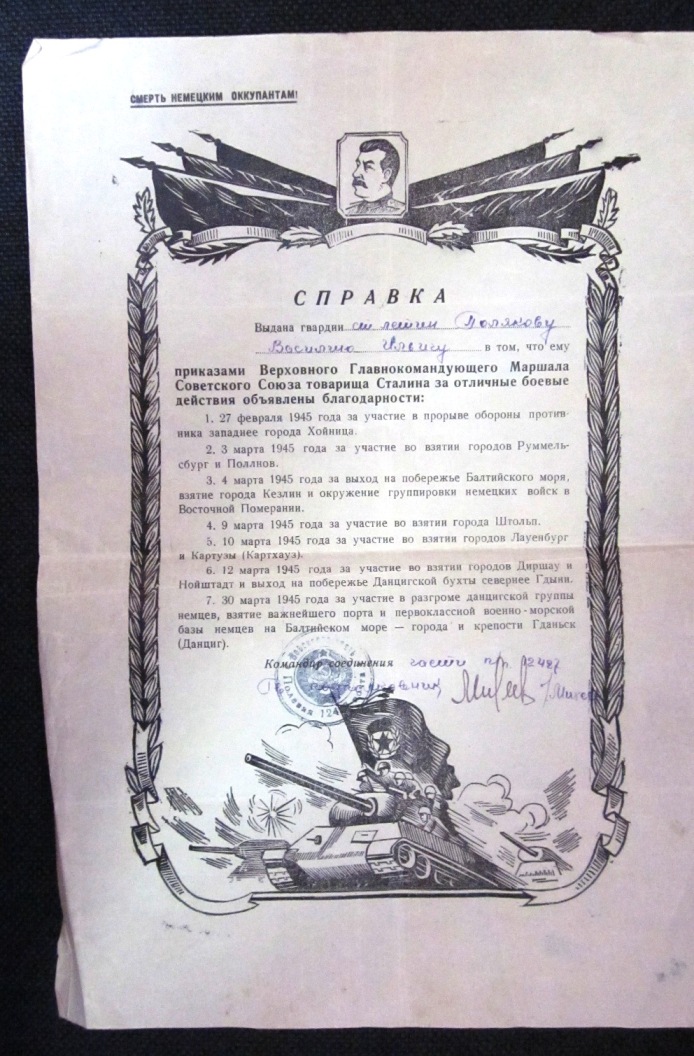 СМЕРТЬ НЕМЕЦКИМ ОККУПАНТАМ!
СПРАВКА
Выдана гвардии ст лейтен Полякову
Василию Ильичу в том, что ему
приказами Верховного Главнокомандующего Маршала
Советского Союза товарища Сталина за отличные боевые
действия объявлены благодарности:
1. 27 февраля 1945 года за участие в прорыве обороны против-
ника западнее города Хойница.
2. 3 марта 1945 года за участие во взятии городов Руммель-
сбург и Поллнов.
3. 4 марта 1945 года за выход на побережье Балтийского моря,
взятие города Кезлин и окружение группировки немецких войск в
Восточной Померании.
4. 9 марта 1945 года за участие во взятии города Штольп.
5. 10 марта 1945 года за участие во взятии городов Лауенбург
и Картузы (Картхауз).
6. 12 марта 1945 года за участие во взятии городов Диршау и
Нойштадт и выход на побережье Данцигской бухты севернее Гдыни.
7. 30 марта 1945 года за участие в разгроме данцигской группы
немцев, взятие важнейшего порта и первоклассной военно-морской
базы немцев на Балтийском море — города и крепости Гданьск
(Данциг).
Командир соединения
Полевая